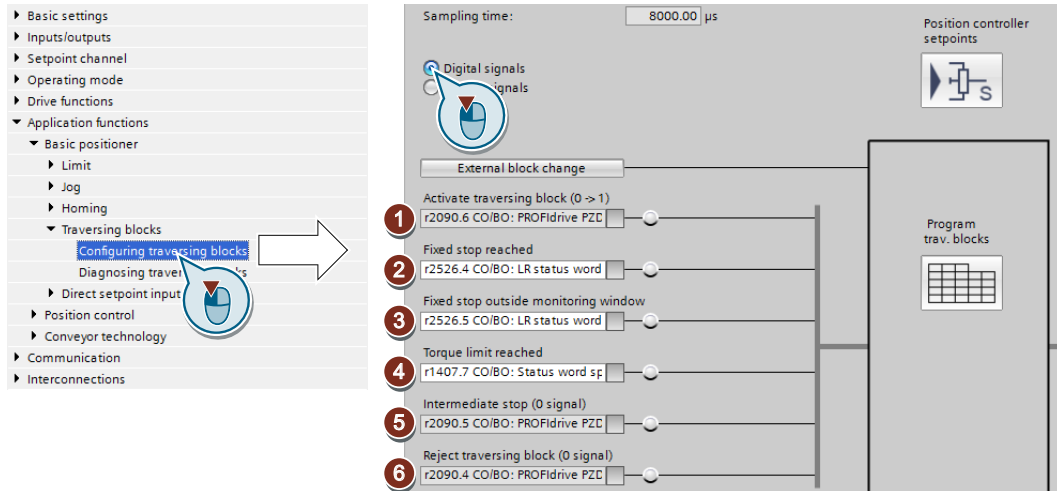 Basic settings
Inputs/outputs
Setpoint channel
Operating mode
Drive functions
Application functions
Basic positioner
Limit
Jog
Homing
Traversing blocks
Configuring traversing blocks
Diagnosing
Direct setpoint input
Position control
Conveyor technology
Communication
Interconnections
Sampling time: 8000.00 µs
Digital signals
Position controller
setpoints
S
External block change
Activate traversing block (0 -> 1)
1 r2090.6 CO/BO: PROFIdrive PZD
Fixed stop reached
2 r2526.4 CO/BO: LR status word
Fixed stop outside monitoring window
3 r2526.5 CO/BO: LR status word
Torque limit reached
4 r1407.7 CO/BO: Status word sp
Intermediate stop (0 signal)
5 r2090.5 CO/BO: PROFIdrive PZD
Reject traversing block (0 signal)
6 r2090.4 CO/BO: PROFIdrive PZD
Program
trav. blocks